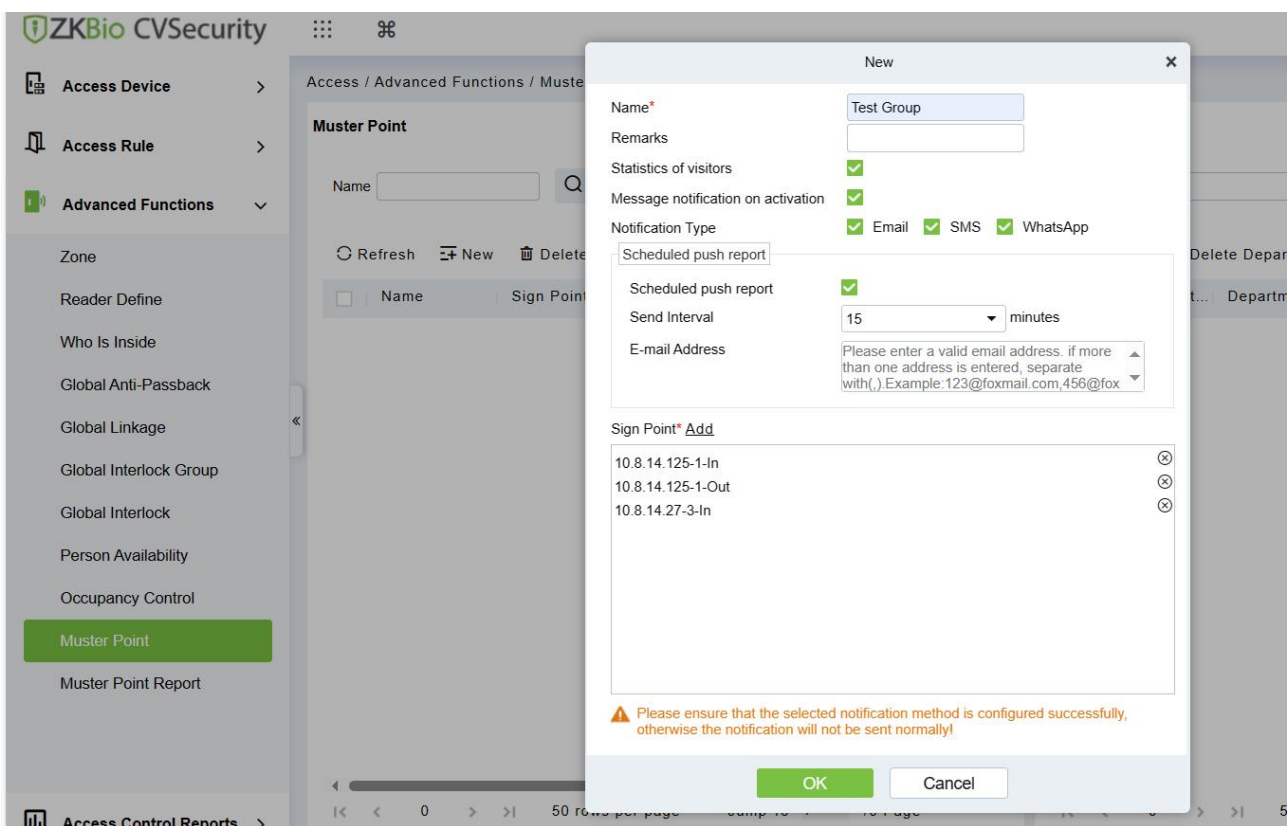 ZKBio CVSecurity
Access Device
Access Rule
Advanced Functions
Zone
Reader Define
Who Is Inside
Global Anti-Passback
Global Linkage
Global Interlock Group
Global Interlock
Person Availability
Occupancy Control
Muster Point
Muster Point Report
Access Control Reports
Access / Advanced Functions / Muste
Muster Point
Name
Refresh New Delete
Name Sign Point
0 50 rows per page
Delete Depar
t... Departm
5
New
Name* Test Group
Remarks
Statistics of visitors
Message notification on activation
Notification Type Email SMS WhatsApp
Scheduled push report
Scheduled push report
Send Interval 15 minutes
E-mail Address Please enter a valid email address. if more
than one address is entered, separate
with(,).Example:123@foxmail.com,456@fox
Sign Point* Add
10.8.14.125-1-In
10.8.14.125-1-Out
10.8.14.27-3-In
Please ensure that the selected notification method is configured successfully,
otherwise the notification will not be sent normally!
OK Cancel